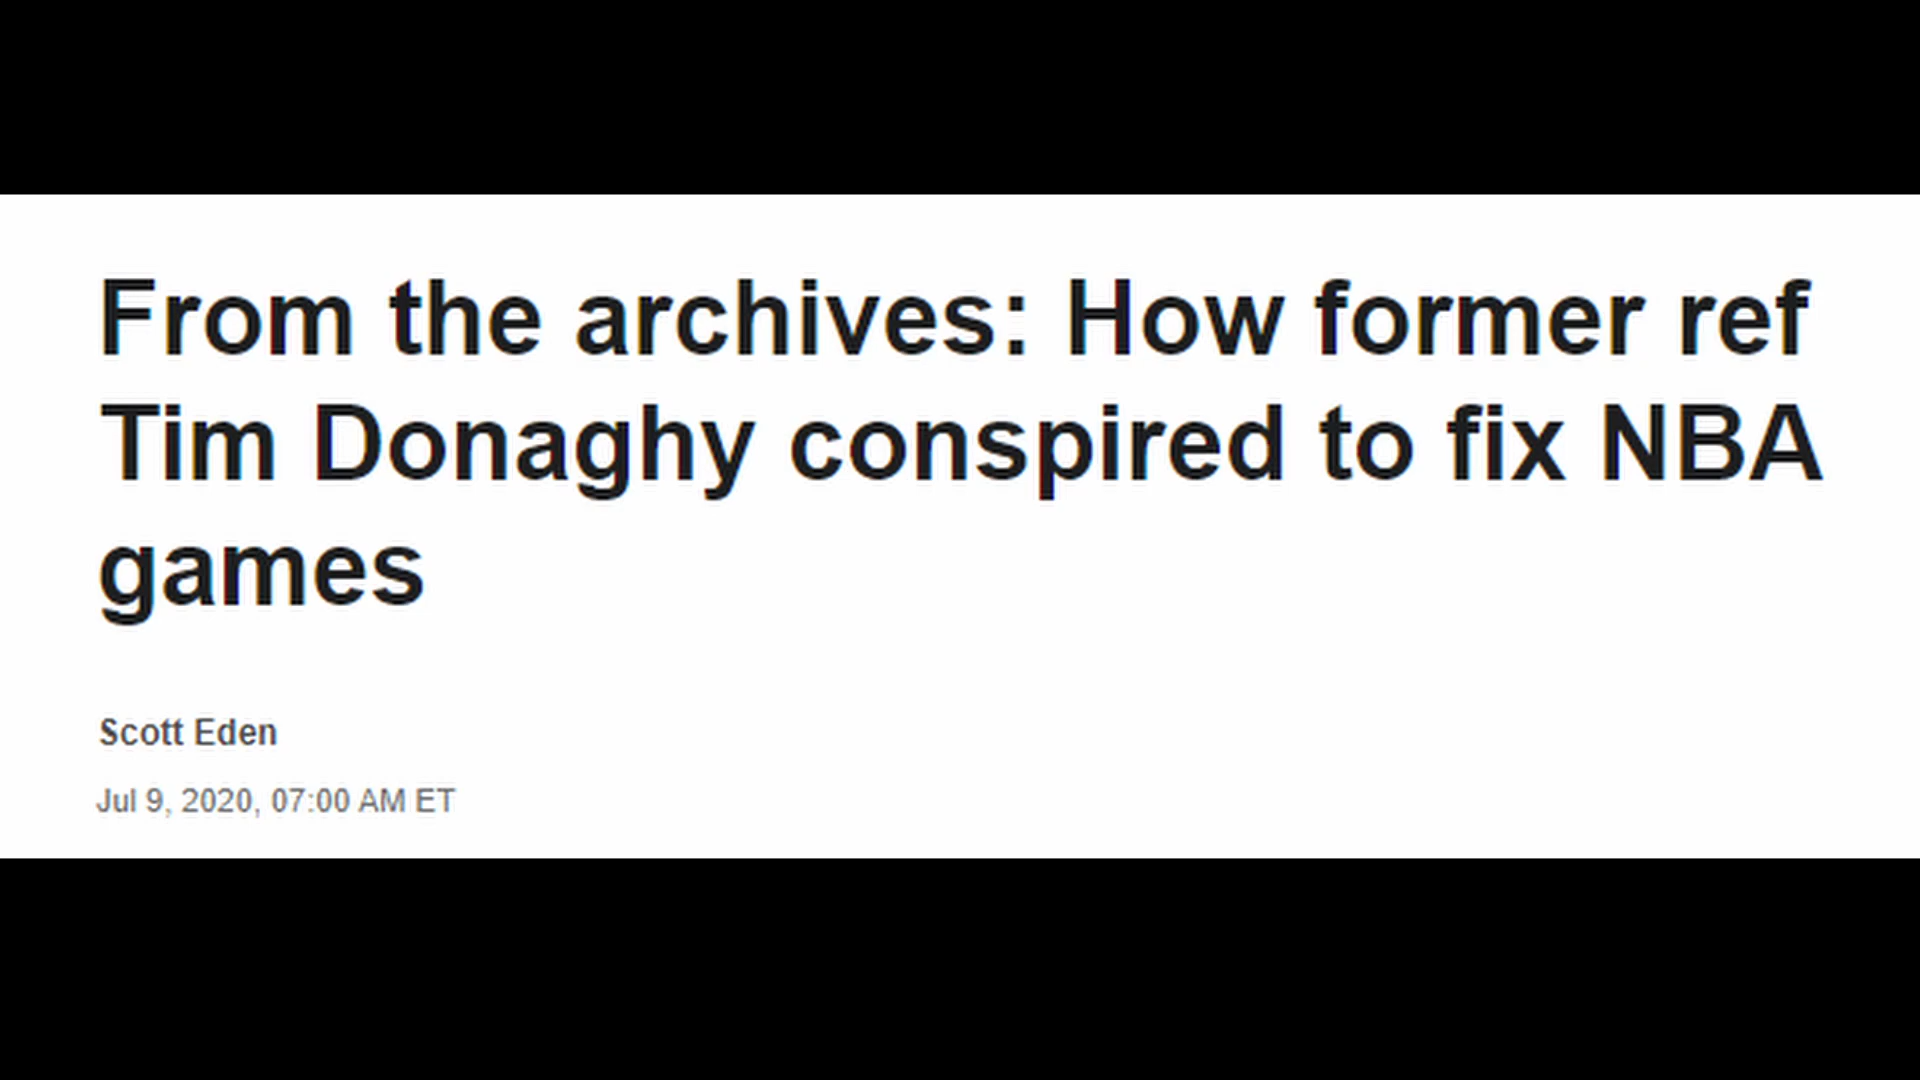 From the archives: How former ref
Tim Donaghy conspired to fix NBA
games
Scott Eden
Jul 9, 2020, 07:00 AM ET